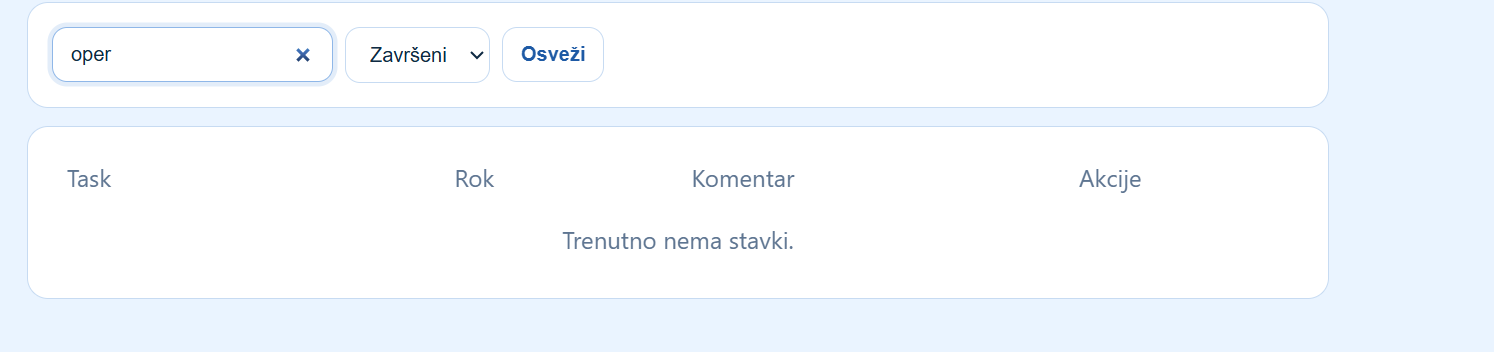 oper × Završeni Osveži
Task Rok Komentar Akcije
Trenutno nema stavki.